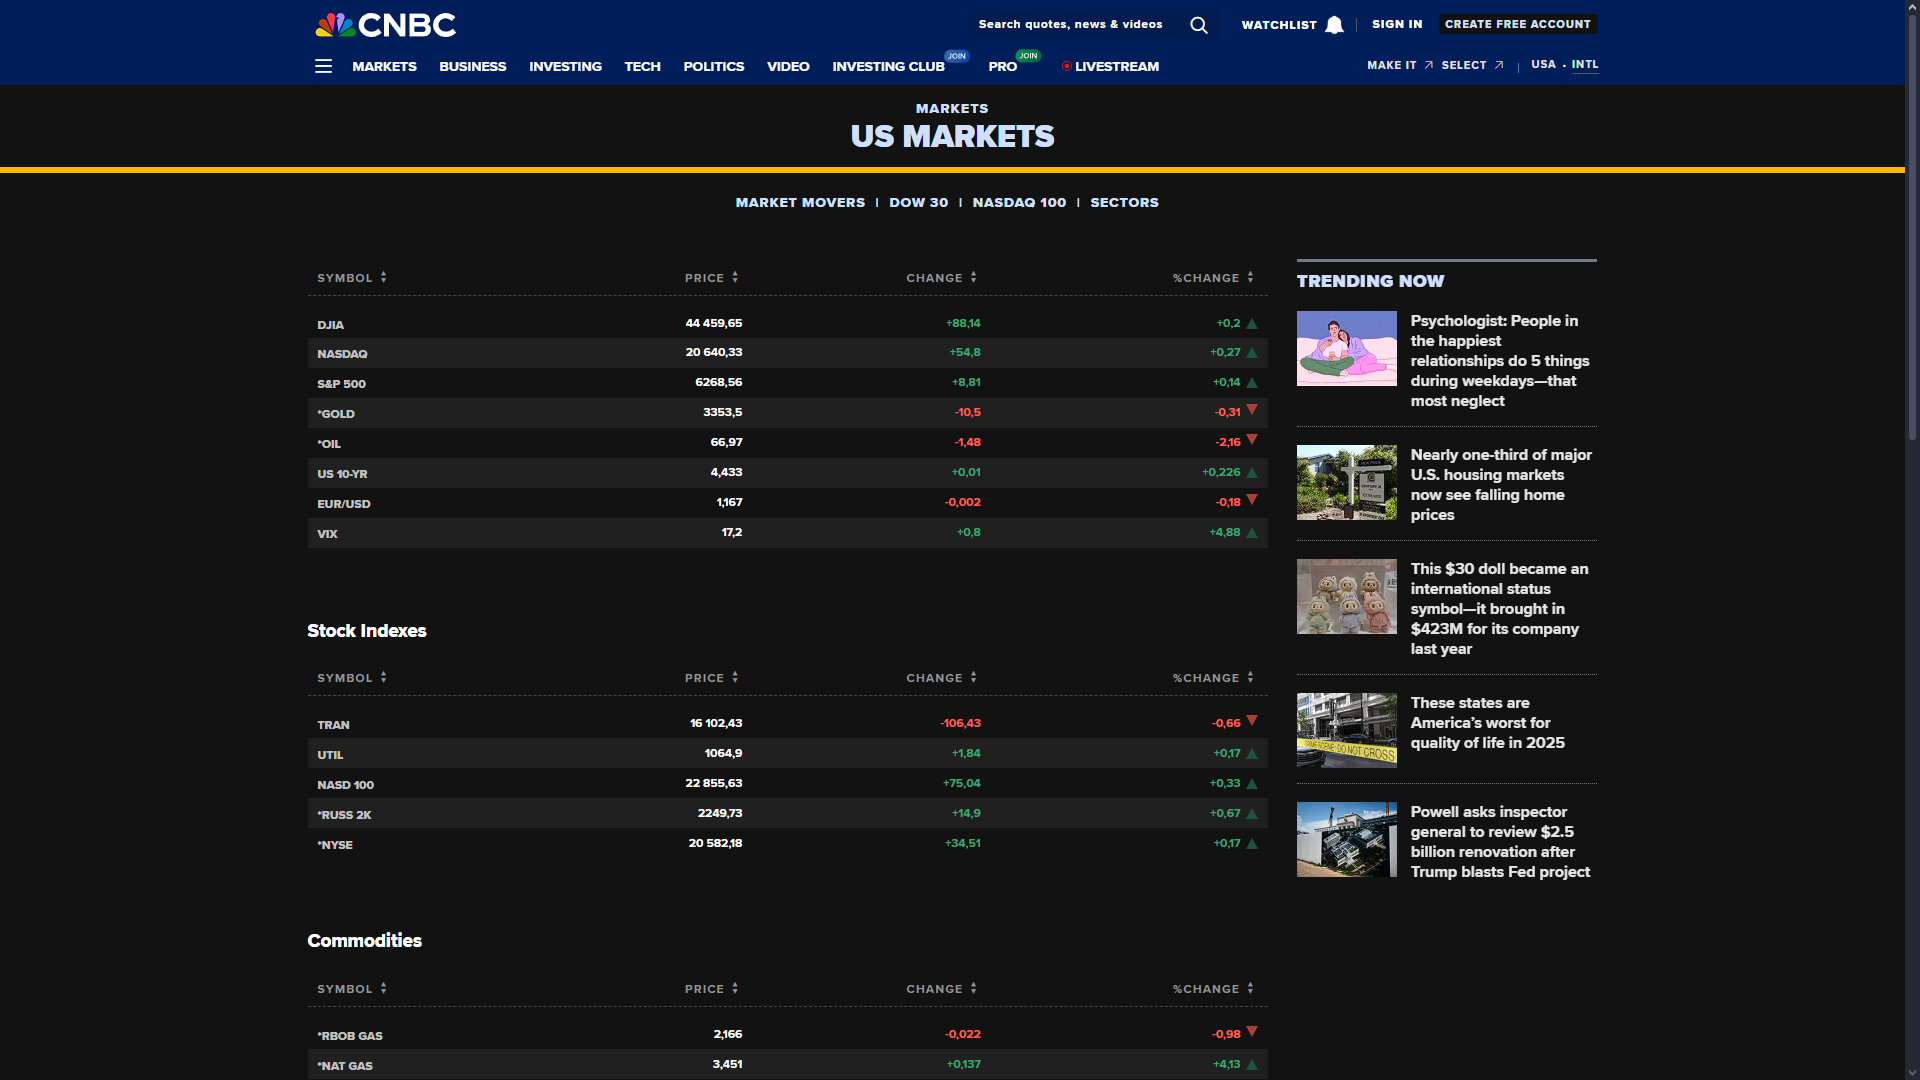 CNBC
Search quotes, news & videos
WATCHLIST
SIGN IN
CREATE FREE ACCOUNT
MARKETS
BUSINESS
INVESTING
TECH
POLITICS
VIDEO
INVESTING CLUB
JOIN
PRO
JOIN
LIVESTREAM
MAKE IT
SELECT
USA • INTL
MARKETS
US MARKETS
MARKET MOVERS | DOW 30 | NASDAQ 100 | SECTORS
SYMBOL PRICE CHANGE %CHANGE
DJIA 44 459,65 +88,14 +0,2
NASDAQ 20 640,33 +54,8 +0,27
S&P 500 6268,56 +8,81 +0,14
*GOLD 3353,5 -10,5 -0,31
*OIL 66,97 -1,48 -2,16
US 10-YR 4,433 +0,01 +0,226
EUR/USD 1,167 -0,002 -0,18
VIX 17,2 +0,8 +4,88
Stock Indexes
SYMBOL PRICE CHANGE %CHANGE
TRAN 16 102,43 -106,43 -0,66
UTIL 1064,9 +1,84 +0,17
NASD 100 22 855,63 +75,04 +0,33
*RUSS 2K 2249,73 +14,9 +0,67
*NYSE 20 582,18 +34,51 +0,17
Commodities
SYMBOL PRICE CHANGE %CHANGE
*RBOB GAS 2,166 -0,022 -0,98
*NAT GAS 3,451 +0,137 +4,13
TRENDING NOW
Psychologist: People in
the happiest
relationships do 5 things
during weekdays—that
most neglect
Nearly one-third of major
U.S. housing markets
now see falling home
prices
This $30 doll became an
international status
symbol—it brought in
$423M for its company
last year
These states are
America's worst for
quality of life in 2025
CRIME SCENE: DO NOT CROSS
Powell asks inspector
general to review $2.5
billion renovation after
Trump blasts Fed project